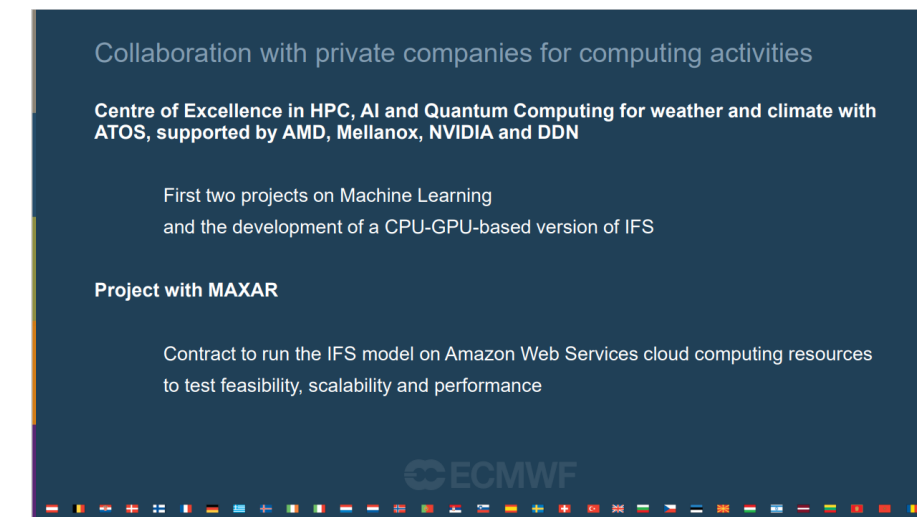 Collaboration with private companies for computing activities
Centre of Excellence in HPC, AI and Quantum Computing for weather and climate with
ATOS, supported by AMD, Mellanox, NVIDIA and DDN
First two projects on Machine Learning
and the development of a CPU-GPU-based version of IFS
Project with MAXAR
Contract to run the IFS model on Amazon Web Services cloud computing resources
to test feasibility, scalability and performance
ECMWF